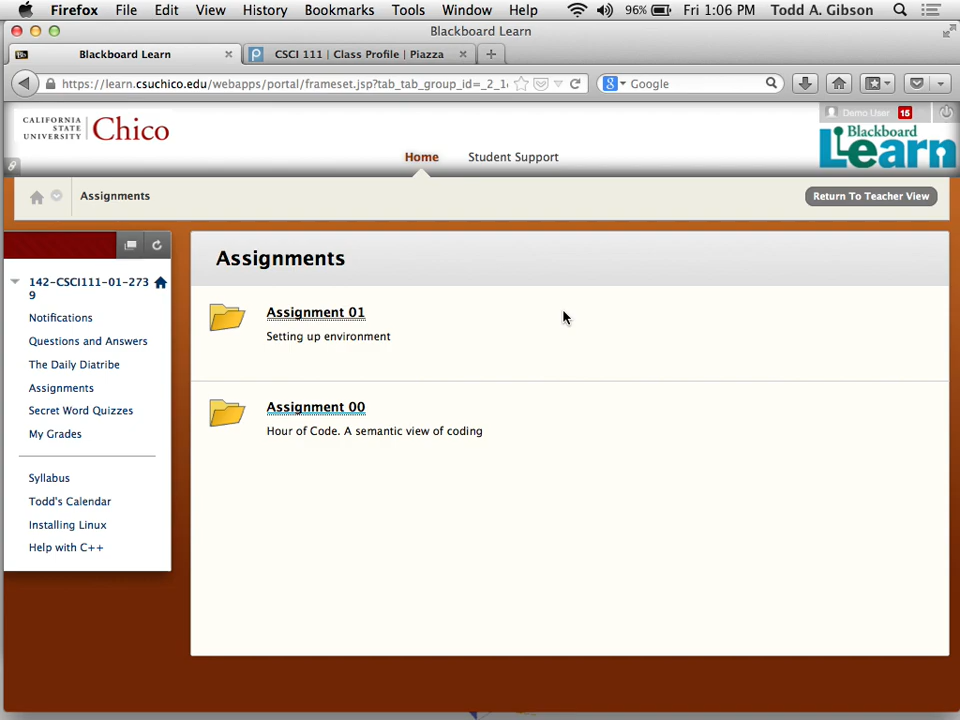 Firefox File Edit View History Bookmarks Tools Window Help 96% Fri 1:06 PM Todd A. Gibson
Blackboard Learn
Blackboard Learn CSCI 111 | Class Profile | Piazza
https://learn.csuchico.edu/webapps/portal/frameset.jsp?tab_tab_group_id=_2_1 Google
CALIFORNIA
STATE
UNIVERSITY
Chico
Demo User 15
Blackboard
Learn
Home Student Support
Assignments Return To Teacher View
142-CSCI111-01-273
9
Notifications
Questions and Answers
The Daily Diatribe
Assignments
Secret Word Quizzes
My Grades
Syllabus
Todd's Calendar
Installing Linux
Help with C++
Assignments
Assignment 01
Setting up environment
Assignment 00
Hour of Code. A semantic view of coding